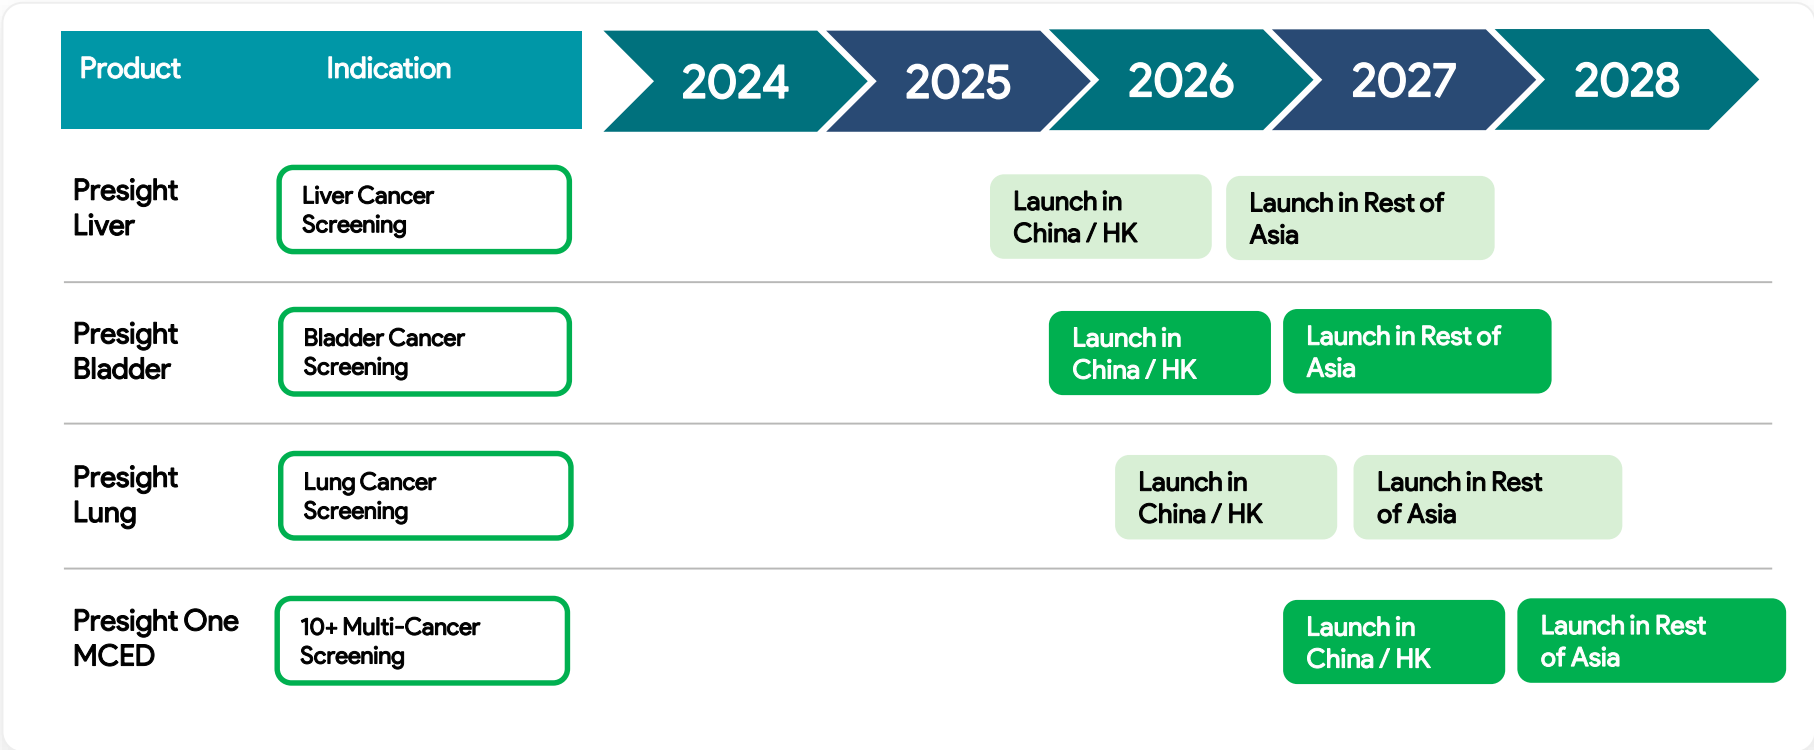 Product
Indication
2024
2025
2026
2027
2028
Presight
Liver
Liver Cancer
Screening
Launch in
China / HK
Launch in Rest of
Asia
Presight
Bladder
Bladder Cancer
Screening
Launch in
China / HK
Launch in Rest of
Asia
Presight
Lung
Lung Cancer
Screening
Launch in
China / HK
Launch in Rest
of Asia
Presight One
MCED
10+ Multi-Cancer
Screening
Launch in
China / HK
Launch in Rest
of Asia